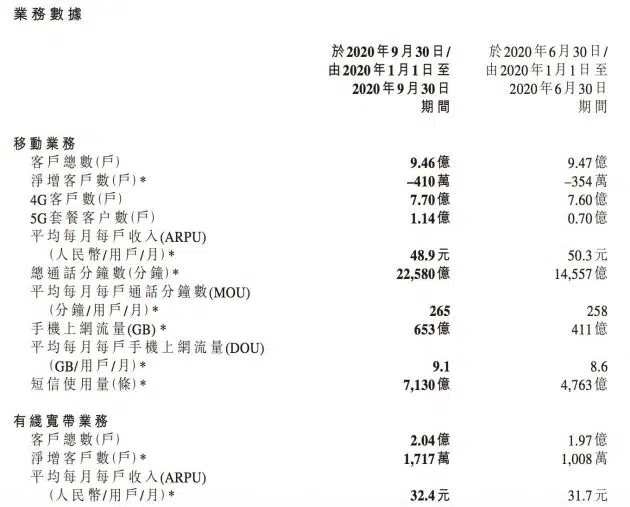 業務數據
於2020年9月30日/ 於2020年6月30日/
由2020年1月1日至 由2020年1月1日至
2020年9月30日 2020年6月30日
期間 期間
移動業務
客戶總數(戶) 9.46億 9.47億
淨增客戶數(戶)* –410萬 –354萬
4G客戶數(戶) 7.70億 7.60億
5G套餐客户數(戶) 1.14億 0.70億
平均每月每戶收入(ARPU)
(人民幣/用戶/月)* 48.9元 50.3元
總通話分鐘數(分鐘)* 22,580億 14,557億
平均每月每戶通話分鐘數(MOU)
(分鐘/用戶/月)* 265 258
手機上網流量(GB)* 653億 411億
平均每月每戶手機上網流量(DOU)
(GB/用戶/月)* 9.1 8.6
短信使用量(條)* 7,130億 4,763億
有綫寬帶業務
客戶總數(戶) 2.04億 1.97億
淨增客戶數(戶)* 1,717萬 1,008萬
平均每月每戶收入(ARPU)
(人民幣/用戶/月)* 32.4元 31.7元